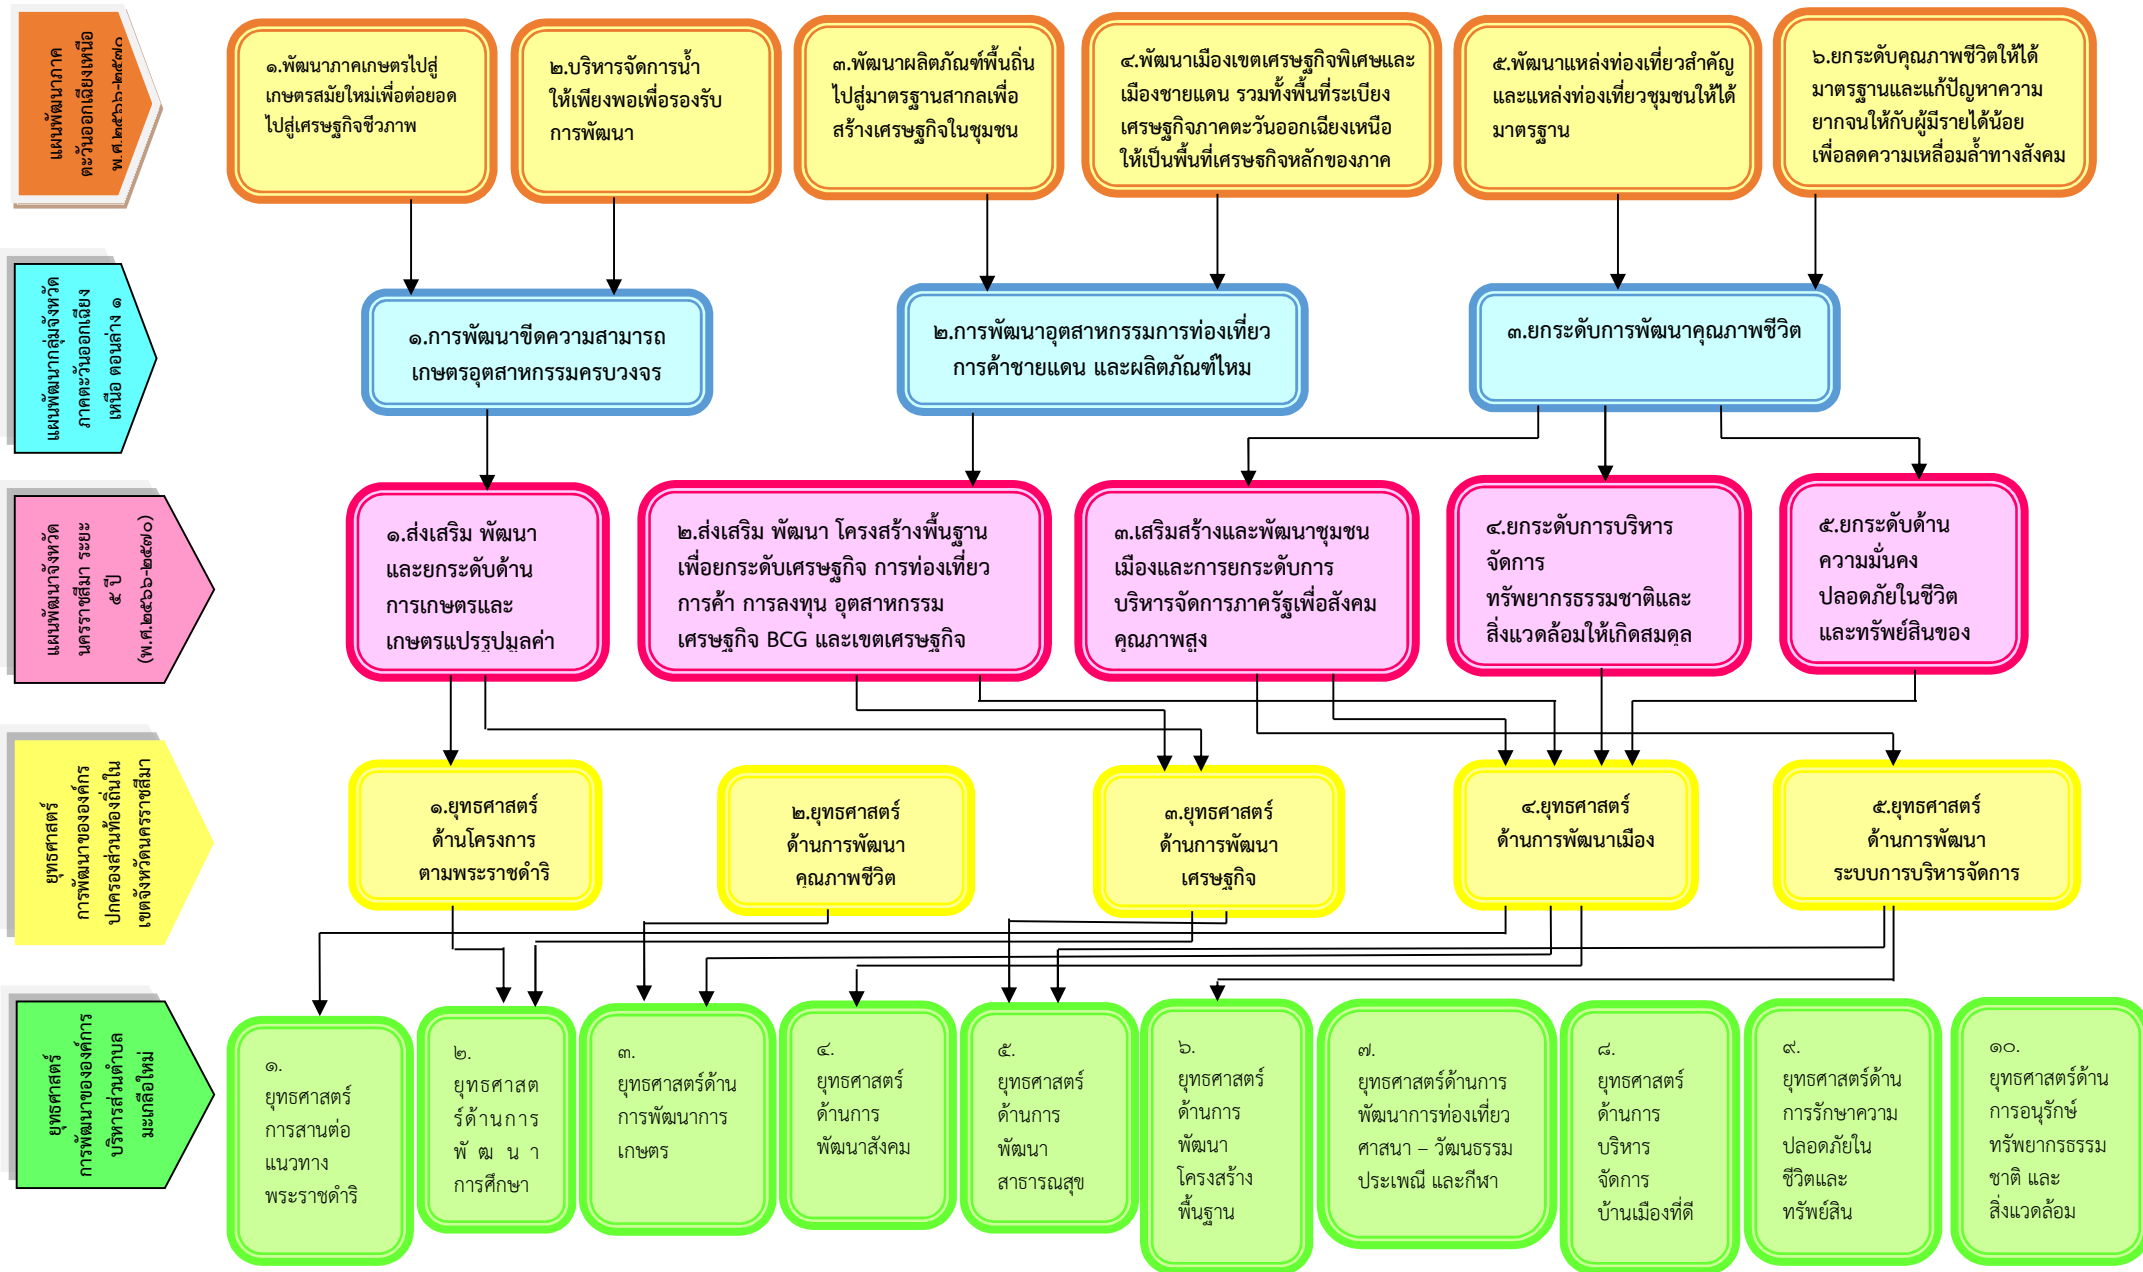 แผนพัฒนาภาค
ตะวันออกเฉียงเหนือ
พ.ศ.๒๕๖๖-๒๕๗๐
๑.พัฒนาภาคเกษตรไปสู่
เกษตรสมัยใหม่เพื่อต่อยอด
ไปสู่เศรษฐกิจชีวภาพ
๒.บริหารจัดการน้ำ
ให้เพียงพอเพื่อรองรับ
การพัฒนา
๓.พัฒนาผลิตภัณฑ์พื้นถิ่น
ไปสู่มาตรฐานสากลเพื่อ
สร้างเศรษฐกิจในชุมชน
๔.พัฒนาเมืองเขตเศรษฐกิจพิเศษและ
เมืองชายแดน รวมทั้งพื้นที่ระเบียง
เศรษฐกิจภาคตะวันออกเฉียงเหนือ
ให้เป็นพื้นที่เศรษฐกิจหลักของภาค
๕.พัฒนาแหล่งท่องเที่ยวสำคัญ
และแหล่งท่องเที่ยวชุมชนให้ได้
มาตรฐาน
๖.ยกระดับคุณภาพชีวิตให้ได้
มาตรฐานและแก้ปัญหาความ
ยากจนให้กับผู้มีรายได้น้อย
เพื่อลดความเหลื่อมล้ำทางสังคม
แผนพัฒนากลุ่มจังหวัด
ภาคตะวันออกเฉียง
เหนือ ตอนล่าง ๑
๑.การพัฒนาขีดความสามารถ
เกษตรอุตสาหกรรมครบวงจร
๒.การพัฒนาอุตสาหกรรมการท่องเที่ยว
การค้าชายแดน และผลิตภัณฑ์ไหม
๓.ยกระดับการพัฒนาคุณภาพชีวิต
แผนพัฒนาจังหวัด
นครราชสีมา ระยะ
๕ ปี
(พ.ศ.๒๕๖๖-๒๕๗๐)
๑.ส่งเสริม พัฒนา
และยกระดับด้าน
การเกษตรและ
เกษตรแปรรูปมูลค่า
๒.ส่งเสริม พัฒนา โครงสร้างพื้นฐาน
เพื่อยกระดับเศรษฐกิจ การท่องเที่ยว
การค้า การลงทุน อุตสาหกรรม
เศรษฐกิจ BCG และเขตเศรษฐกิจ
๓.เสริมสร้างและพัฒนาชุมชน
เมืองและการยกระดับการ
บริหารจัดการภาครัฐเพื่อสังคม
คุณภาพสูง
๔.ยกระดับการบริหาร
จัดการ
ทรัพยากรธรรมชาติและ
สิ่งแวดล้อมให้เกิดสมดุล
๕.ยกระดับด้าน
ความมั่นคง
ปลอดภัยในชีวิต
และทรัพย์สินของ
ยุทธศาสตร์
การพัฒนาขององค์กร
ปกครองส่วนท้องถิ่นใน
เขตจังหวัดนครราชสีมา
๑.ยุทธศาสตร์
ด้านโครงการ
ตามพระราชดำริ
๒.ยุทธศาสตร์
ด้านการพัฒนา
คุณภาพชีวิต
๓.ยุทธศาสตร์
ด้านการพัฒนา
เศรษฐกิจ
๔.ยุทธศาสตร์
ด้านการพัฒนาเมือง
๕.ยุทธศาสตร์
ด้านการพัฒนา
ระบบการบริหารจัดการ
ยุทธศาสตร์
การพัฒนาขององค์การ
บริหารส่วนตำบล
มะเกลือใหม่
๑.
ยุทธศาสตร์
การสานต่อ
แนวทาง
พระราชดำริ
๒.
ยุทธศาสต
ร์ด้านการ
พัฒนา
การศึกษา
๓.
ยุทธศาสตร์ด้าน
การพัฒนาการ
เกษตร
๔.
ยุทธศาสตร์
ด้านการ
พัฒนาสังคม
๕.
ยุทธศาสตร์
ด้านการ
พัฒนา
สาธารณสุข
๖.
ยุทธศาสตร์
ด้านการ
พัฒนา
โครงสร้าง
พื้นฐาน
๗.
ยุทธศาสตร์ด้านการ
พัฒนาการท่องเที่ยว
ศาสนา – วัฒนธรรม
ประเพณี และกีฬา
๘.
ยุทธศาสตร์
ด้านการ
บริหาร
จัดการ
บ้านเมืองที่ดี
๙.
ยุทธศาสตร์ด้าน
การรักษาความ
ปลอดภัยใน
ชีวิตและ
ทรัพย์สิน
๑๐.
ยุทธศาสตร์ด้าน
การอนุรักษ์
ทรัพยากรธรรม
ชาติ และ
สิ่งแวดล้อม